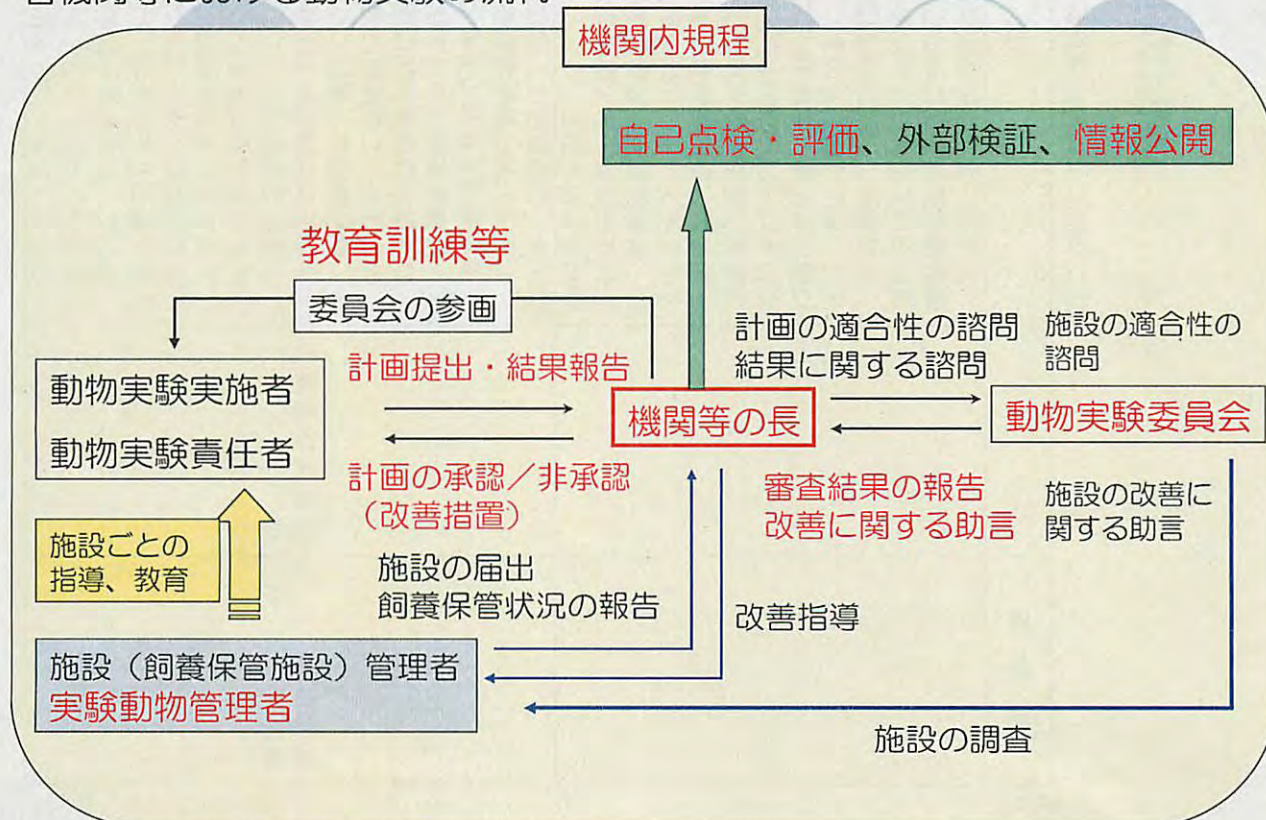 機関内規程
自己点検・評価、外部検証、情報公開
教育訓練等
委員会の参画
計画の適合性の諮問
結果に関する諮問
施設の適合性の
諮問
動物実験実施者
動物実験責任者
計画提出・結果報告
機関等の長
動物実験委員会
計画の承認/非承認
(改善措置)
審査結果の報告
改善に関する助言
施設の改善に
関する助言
施設ごとの
指導、教育
施設の届出
飼養保管状況の報告
改善指導
施設(飼養保管施設)管理者
実験動物管理者
施設の調査